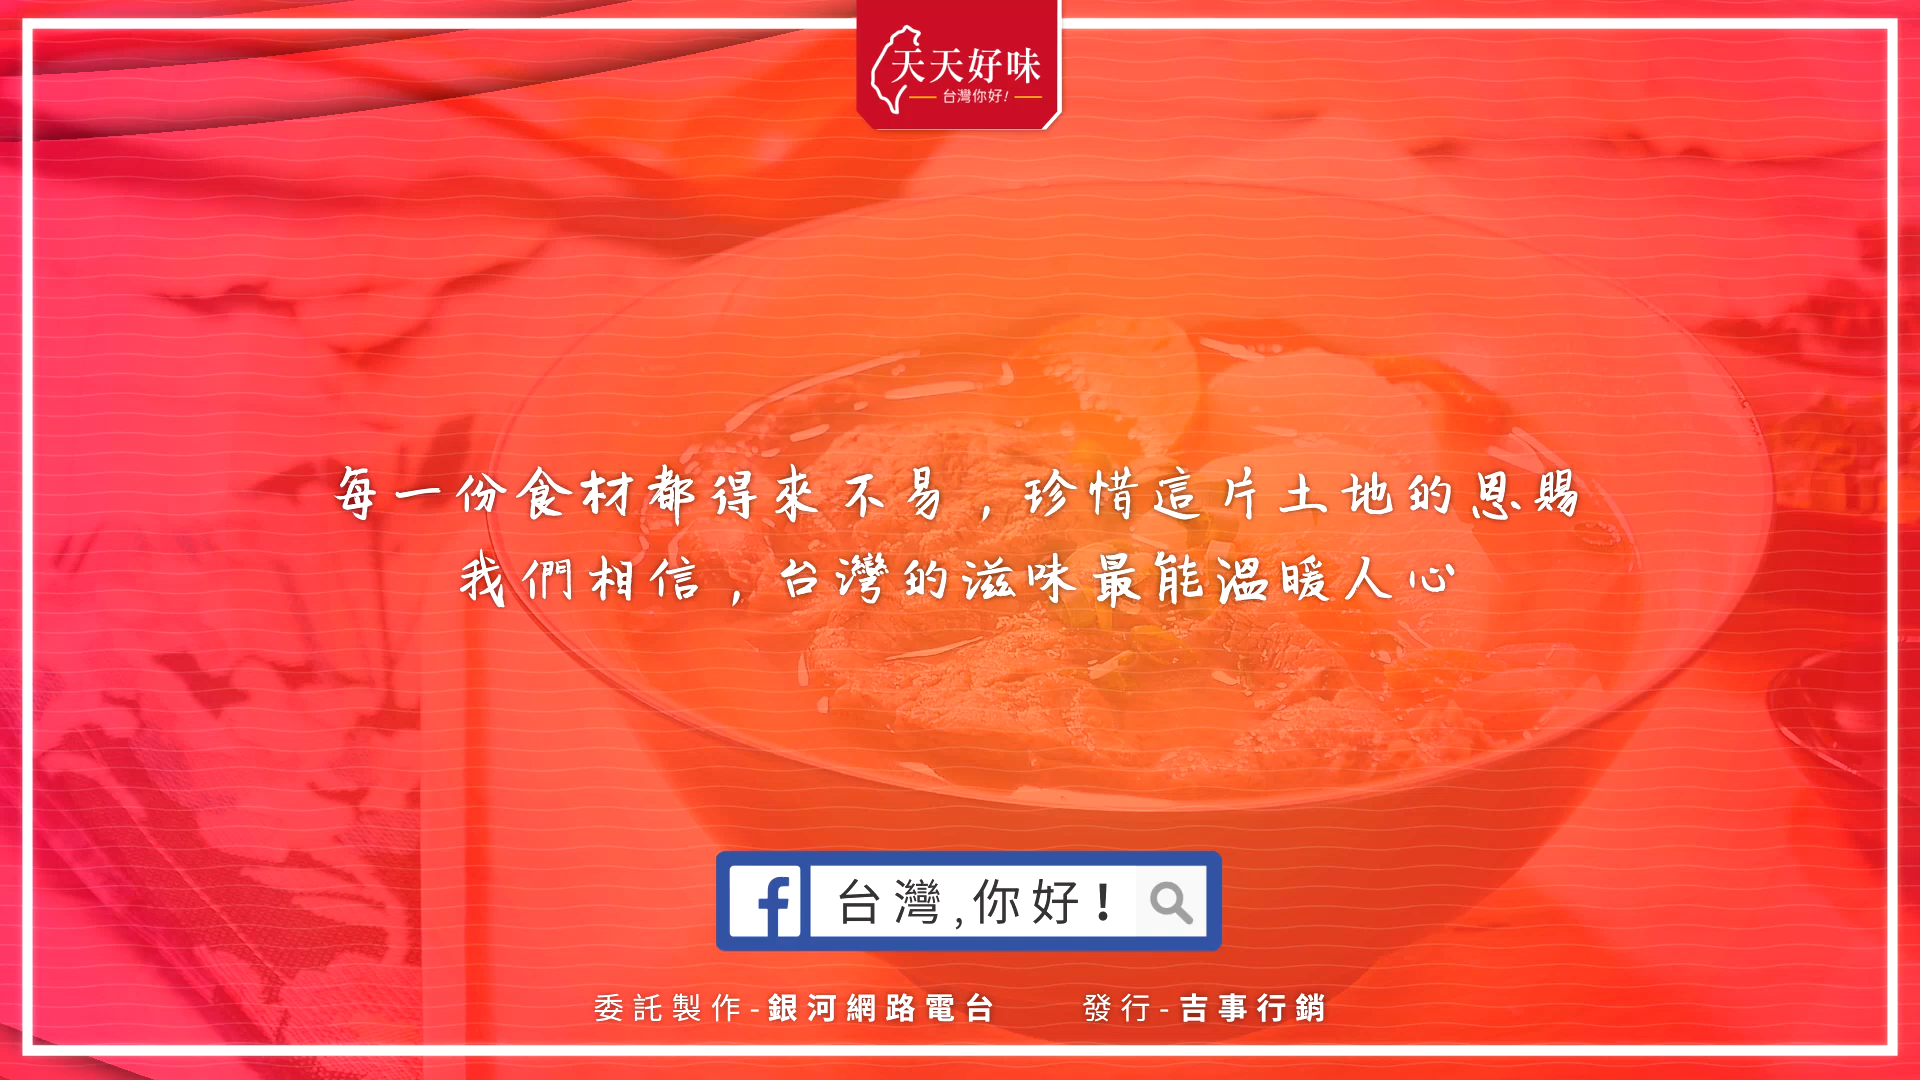 天天好味
台灣你好!
每一份食材都得來不易,珍惜這片土地的恩賜
我們相信,台灣的滋味最能溫暖人心
台灣,你好!
委託製作-銀河網路電台 發行-吉事行銷